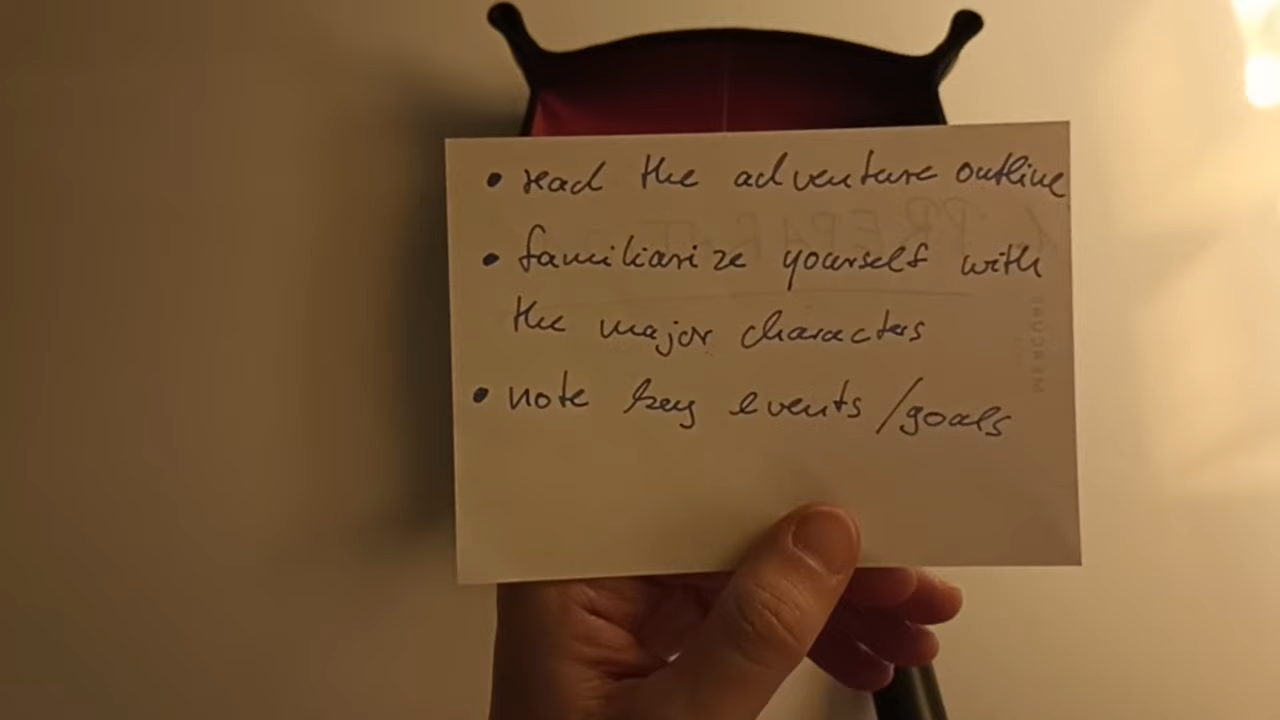 • read the adventure outline
• familiarize yourself with
the major characters
• note key events/goals